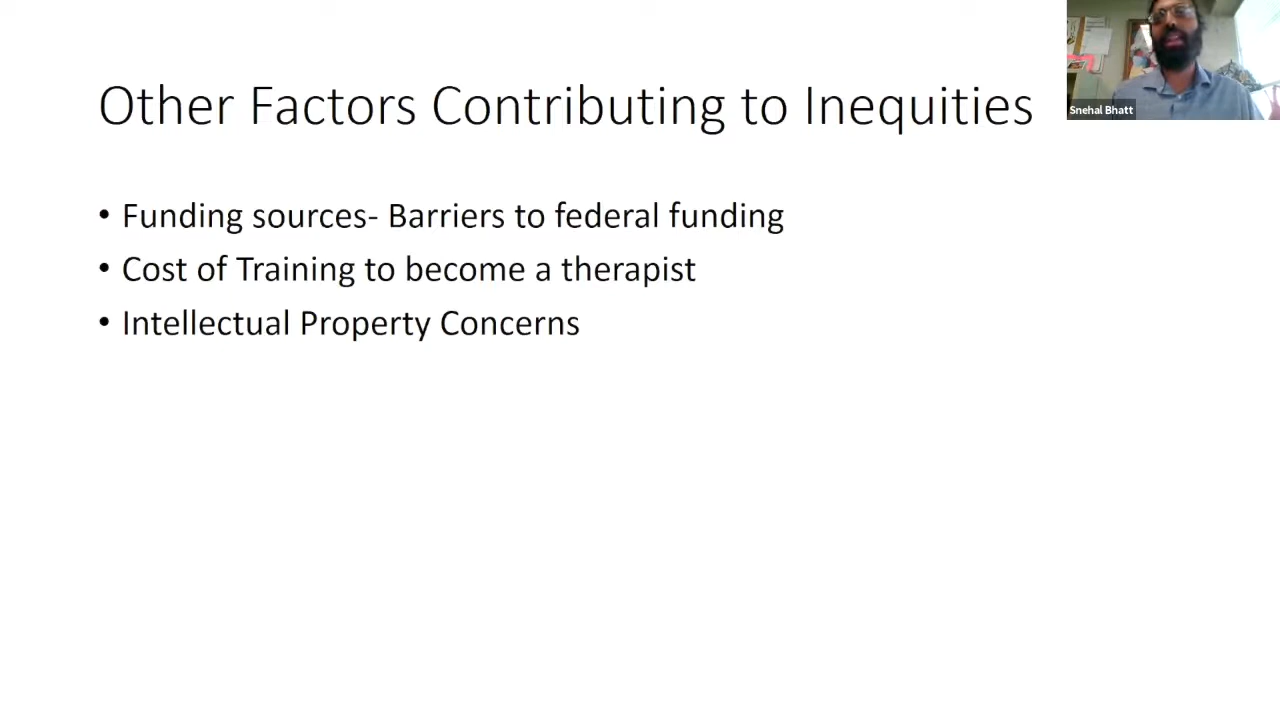 Other Factors Contributing to Inequities
Snehal Bhatt
• Funding sources- Barriers to federal funding
• Cost of Training to become a therapist
• Intellectual Property Concerns